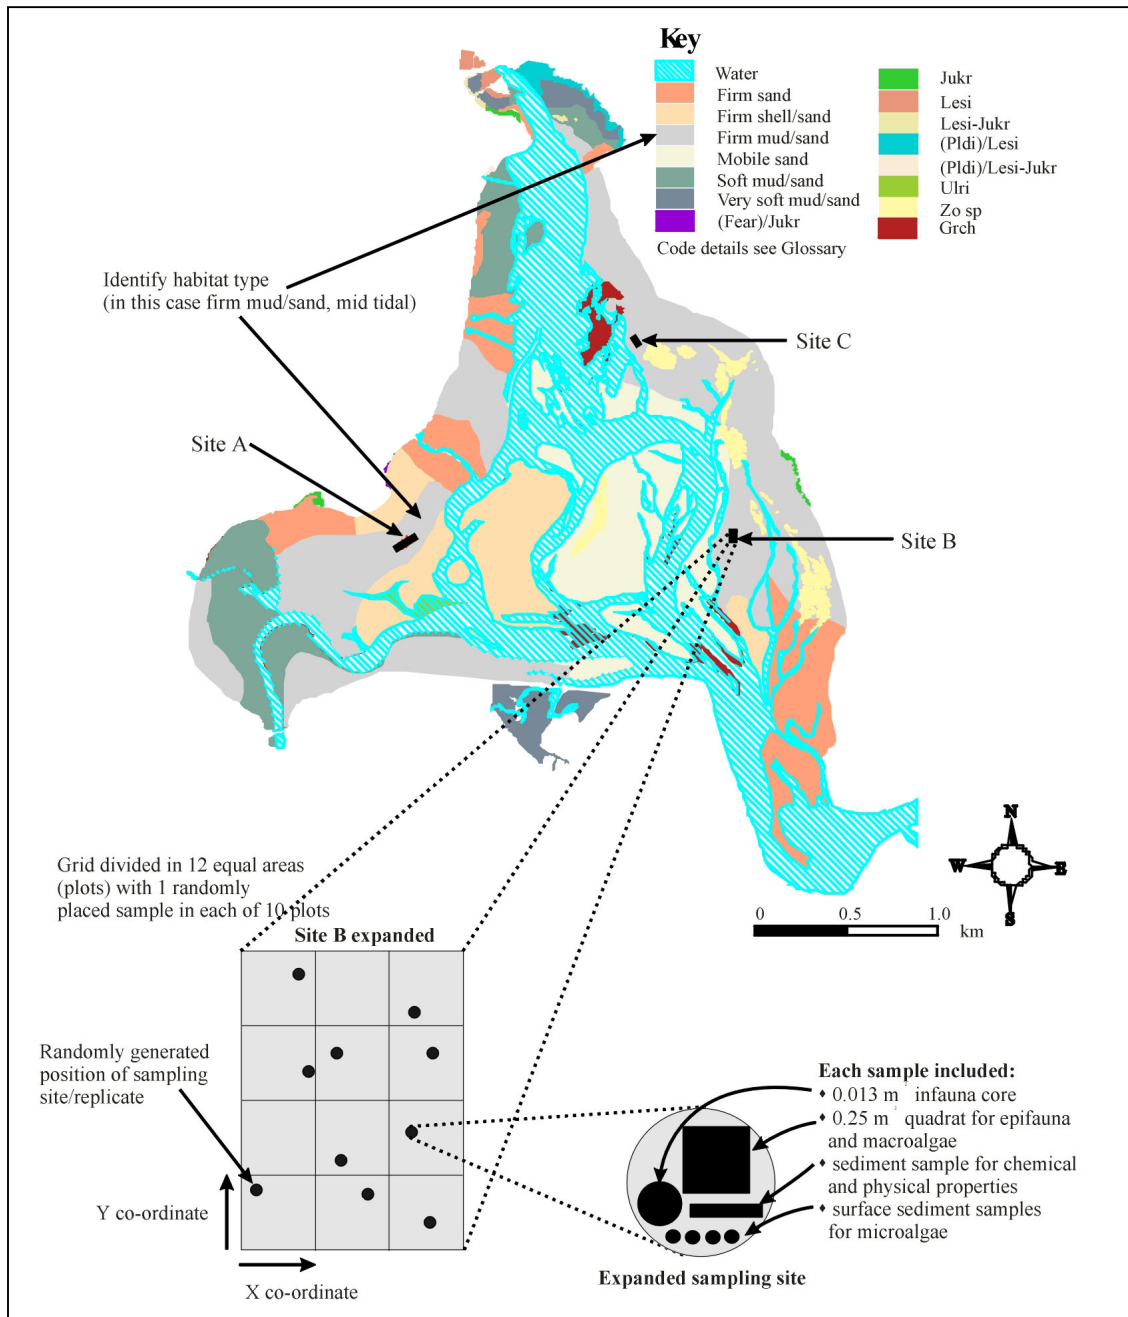 Key
Water
Firm sand
Firm shell/sand
Firm mud/sand
Mobile sand
Soft mud/sand
Very soft mud/sand
(Fear)/Jukr
Jukr
Lesi
Lesi-Jukr
(Pldi)/Lesi
(Pldi)/Lesi-Jukr
Ulri
Zo sp
Grch
Code details see Glossary
Identify habitat type
(in this case firm mud/sand, mid tidal)
Site C
Site A
Site B
N
W
E
S
0
0.5
1.0
km
Grid divided in 12 equal areas
(plots) with 1 randomly
placed sample in each of 10 plots
Site B expanded
Randomly generated
position of sampling
site/replicate
Y co-ordinate
X co-ordinate
Each sample included:
♦ 0.013 m² infauna core
♦ 0.25 m² quadrat for epifauna
and macroalgae
♦ sediment sample for chemical
and physical properties
♦ surface sediment samples
for microalgae
Expanded sampling site